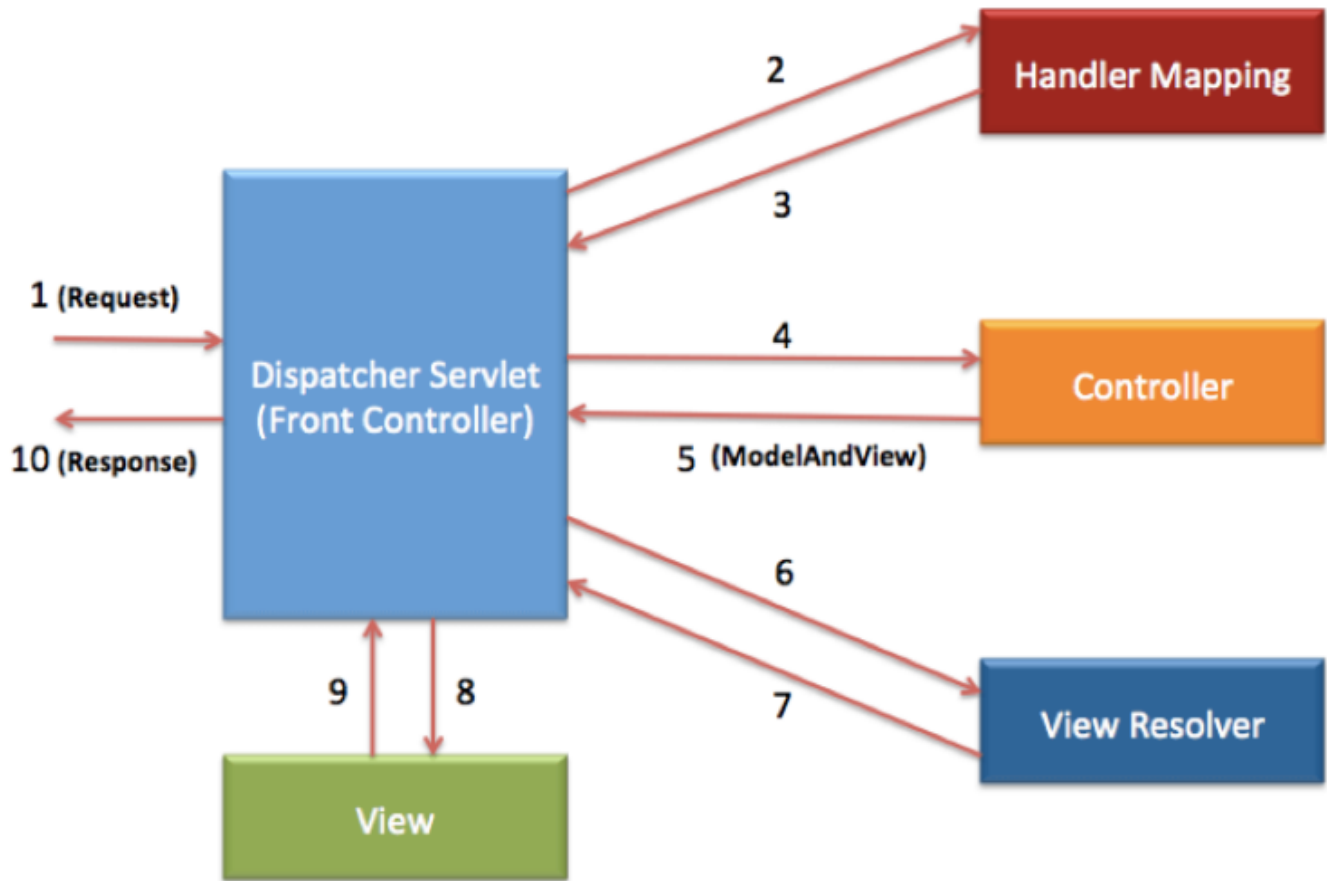 2
Handler Mapping
3
1 (Request)
4
Dispatcher Servlet
(Front Controller)
Controller
10 (Response)
5 (ModelAndView)
6
9
8
7
View Resolver
View